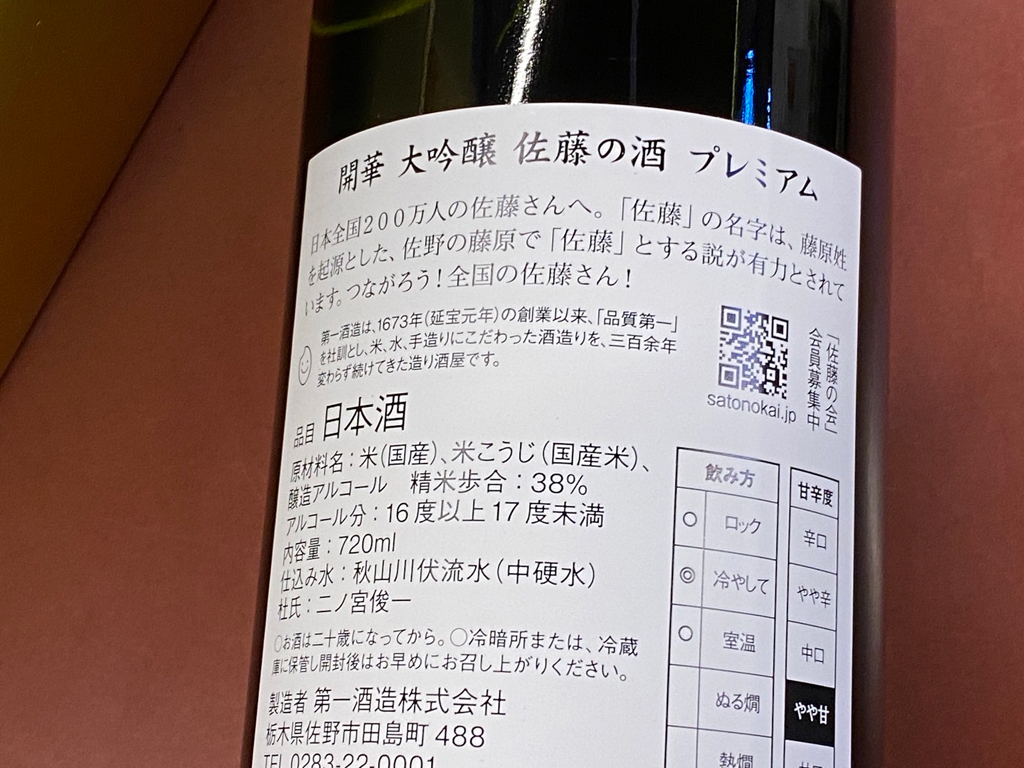 開華 大吟醸 佐藤の酒 プレミアム
日本全国200万人の佐藤さんへ。「佐藤」の名字は、藤原姓
を起源とした、佐野の藤原で「佐藤」とする説が有力とされて
います。つながろう!全国の佐藤さん!
第一酒造は、1673年(延宝元年)の創業以来、「品質第一」
を社訓とし、米、水、手造りにこだわった酒造りを、三百余年
変わらず続けてきた造り酒屋です。
「佐藤の会」
会員募集中
satonokai.jp
品目 日本酒
原材料名:米(国産)、米こうじ(国産米)、
醸造アルコール 精米歩合:38%
アルコール分:16度以上17度未満
内容量:720ml
仕込み水:秋山川伏流水(中硬水)
杜氏:二ノ宮俊一
○お酒は二十歳になってから。○冷暗所または、冷蔵
庫に保管し開封後はお早めにお召し上がりください。
製造者 第一酒造株式会社
栃木県佐野市田島町488
TEL 0283-22-0001
飲み方
○ ロック
◎ 冷やして
○ 室温
ぬる燗
熱燗
甘辛度
辛口
やや辛
中口
やや甘